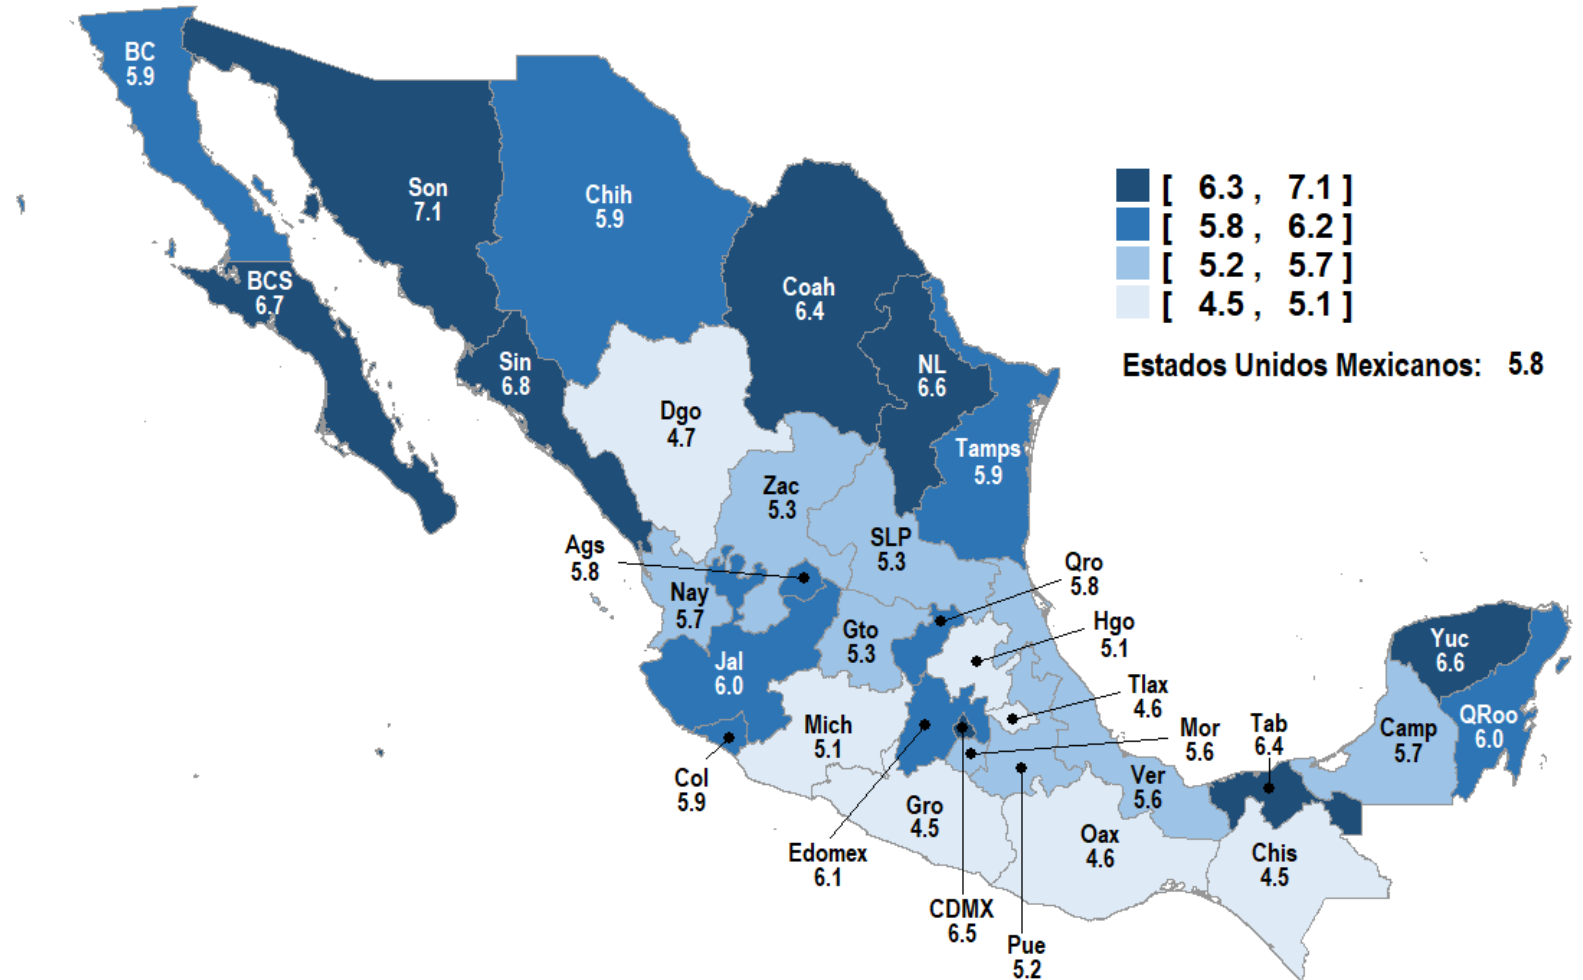 BC
5.9
Son
7.1
Chih
5.9
BCS
6.7
Coah
6.4
Sin
6.8
NL
6.6
Dgo
4.7
Tamps
5.9
[ 6.3 , 7.1 ]
[ 5.8 , 6.2 ]
[ 5.2 , 5.7 ]
[ 4.5 , 5.1 ]
Estados Unidos Mexicanos: 5.8
Zac
5.3
SLP
5.3
Ags
5.8
Nay
5.7
Gto
5.3
Qro
5.8
Hgo
5.1
Jal
6.0
Tlax
4.6
Mich
5.1
Mor
5.6
Tab
6.4
Yuc
6.6
Camp
5.7
QRoo
6.0
Col
5.9
Ver
5.6
Gro
4.5
Oax
4.6
Chis
4.5
Edomex
6.1
CDMX
6.5
Pue
5.2